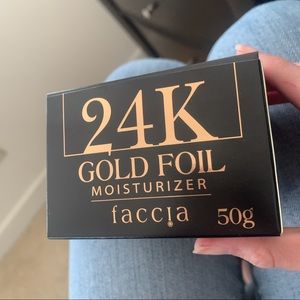 24K
GOLD FOIL
MOISTURIZER
faccia 50g